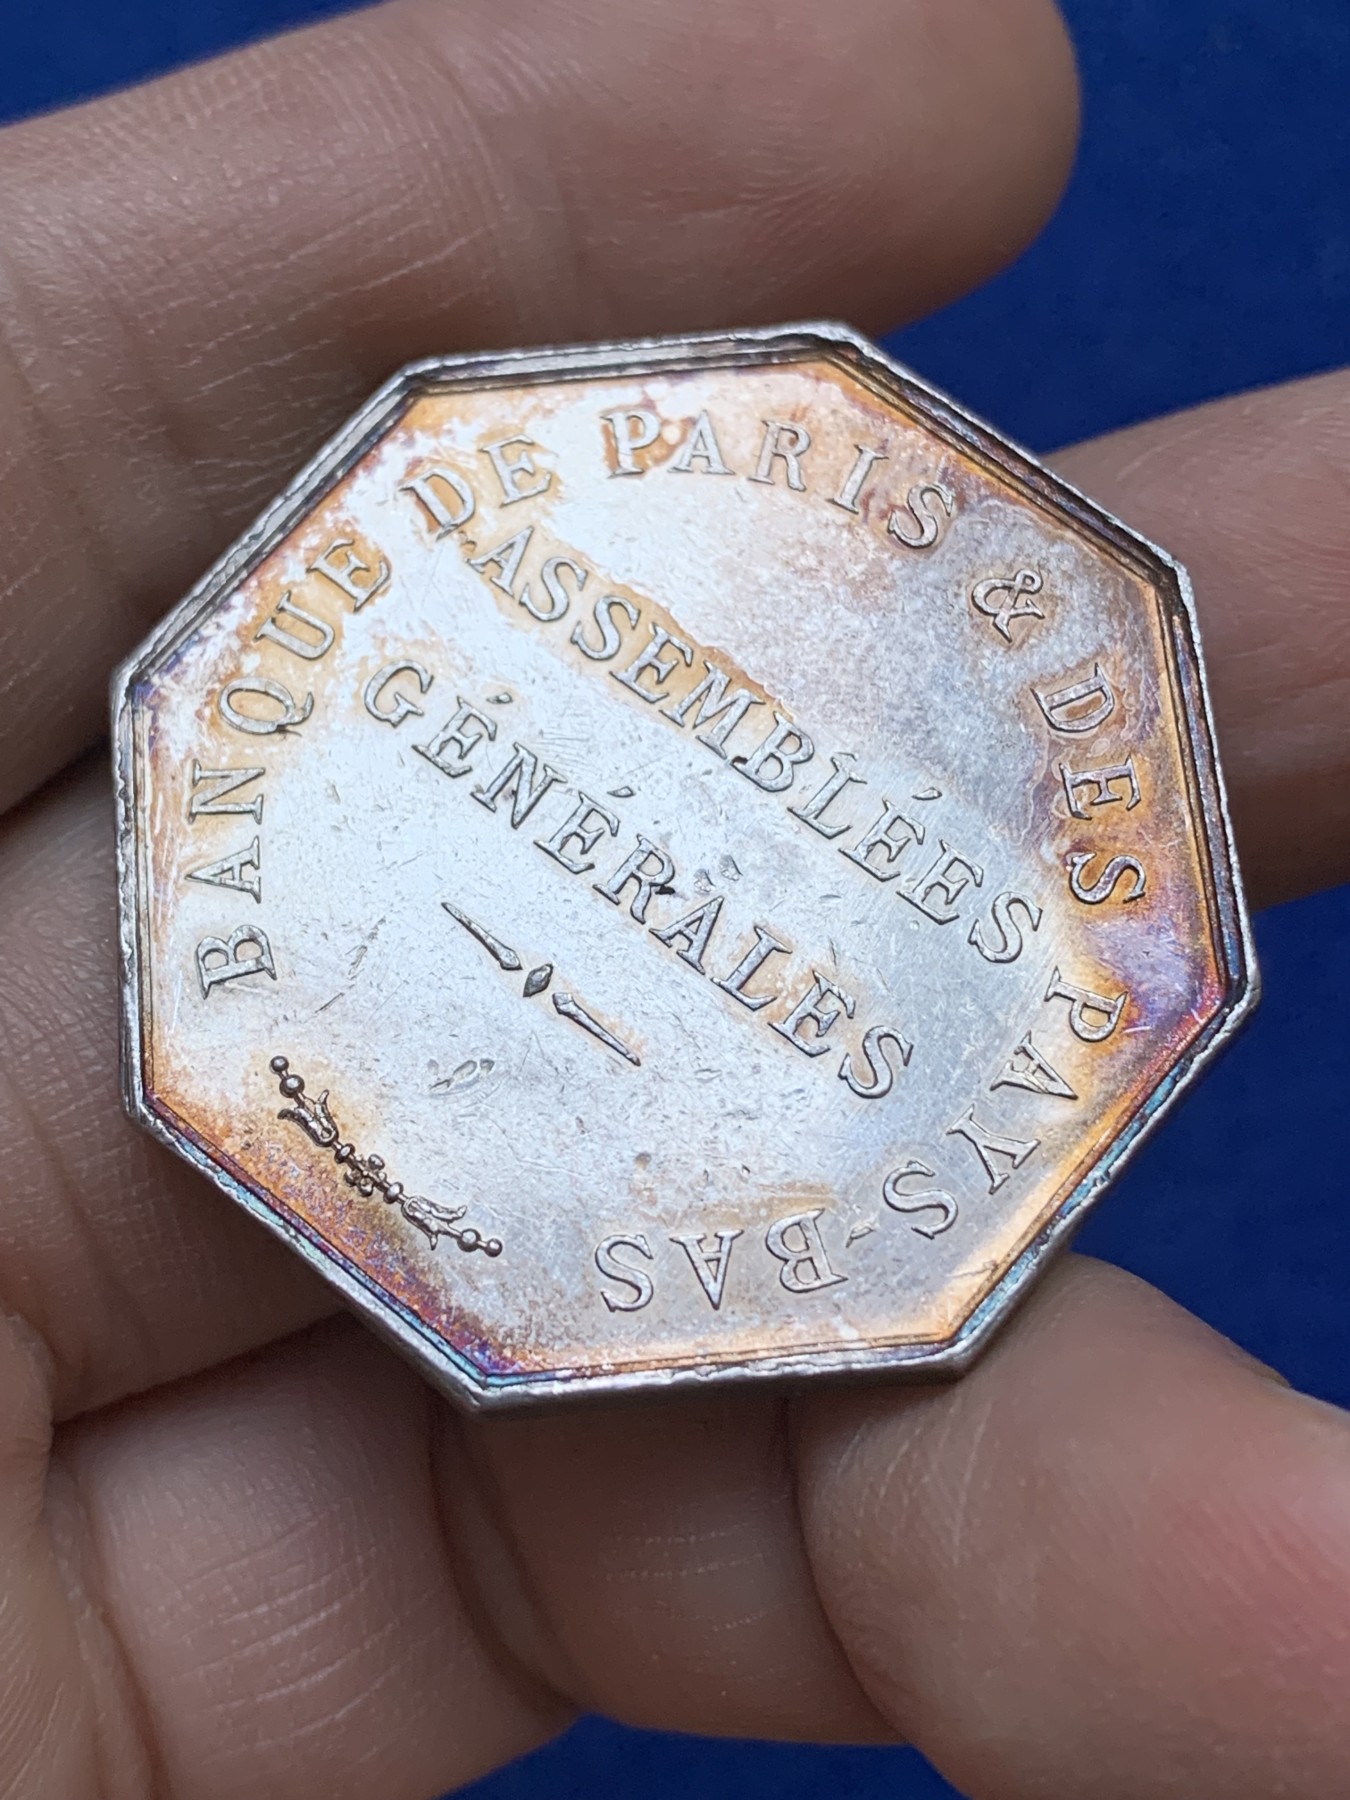 BANQUE DE PARIS & DES PAYS-BAS
ASSEMBLÉES
GÉNÉRALES